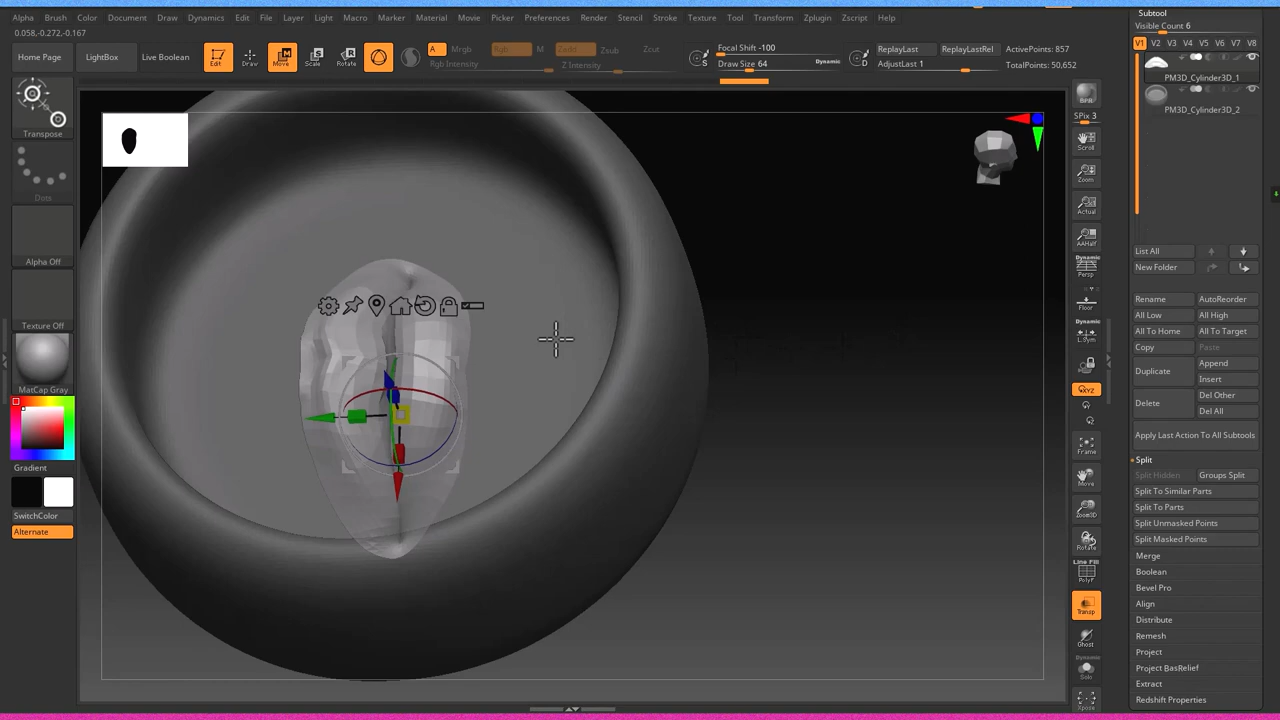 Alpha Brush Color Document Draw Dynamics Edit File Layer Light Macro Marker Material Movie Picker Preferences Render Stencil Stroke Texture Tool Transform Zplugin Zscript Help
0.058,-0.272,-0.167
Home Page LightBox Live Boolean Edit Draw Move Scale Rotate A Mrgb Rgb M Zadd Zsub Zcut
Rgb Intensity Z Intensity
Focal Shift -100
Draw Size 64 Dynamic
ReplayLast ReplayLastRel
AdjustLast 1
ActivePoints: 857
TotalPoints: 50,652
Transpose
Dots
Alpha Off
Texture Off
MatCap Gray
Gradient
SwitchColor
Alternate
S
D
BPR
SPix 3
Scroll
Zoom
Actual
AAHalf
Dynamic
Persp
Floor
Dynamic
L.Sym
XYZ
Frame
Move
Zoom3D
Rotate
Line Fill
PolyF
Transp
Ghost
Dynamic
Solo
Xpose
Subtool
Visible Count 6
V1 V2 V3 V4 V5 V6 V7 V8
PM3D_Cylinder3D_1
PM3D_Cylinder3D_2
List All
New Folder
Rename AutoReorder
All Low All High
All To Home All To Target
Copy Paste
Duplicate Append
Insert
Delete Del Other
Del All
Apply Last Action To All Subtools
Split
Split Hidden Groups Split
Split To Similar Parts
Split To Parts
Split Unmasked Points
Split Masked Points
Merge
Boolean
Bevel Pro
Align
Distribute
Remesh
Project
Project BasRelief
Extract
Redshift Properties